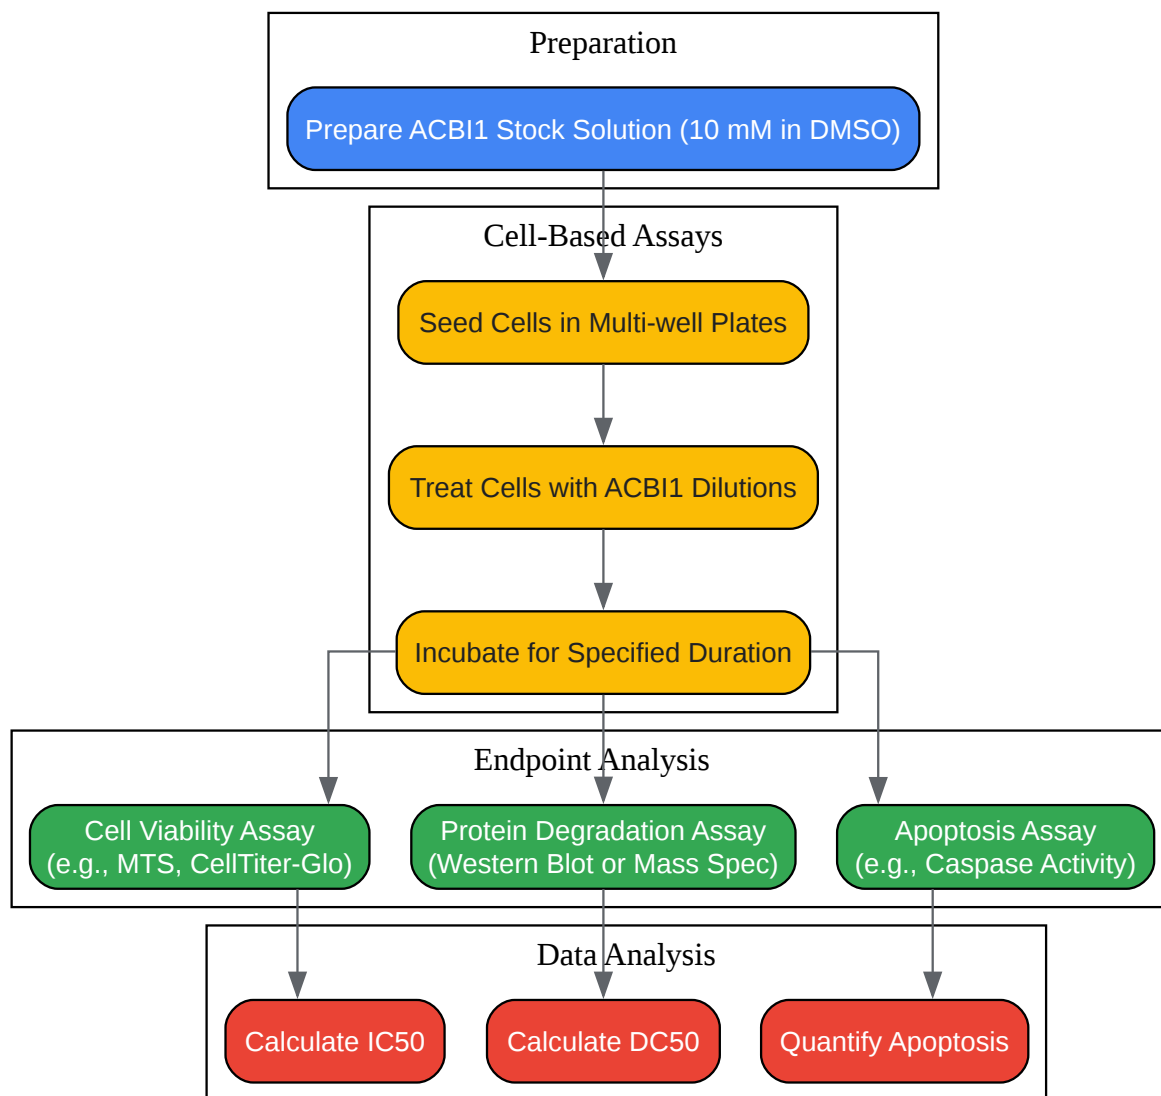 Preparation
Prepare ACBI1 Stock Solution (10 mM in DMSO)
Cell-Based Assays
Seed Cells in Multi-well Plates
Treat Cells with ACBI1 Dilutions
Incubate for Specified Duration
Endpoint Analysis
Cell Viability Assay
(e.g., MTS, CellTiter-Glo)
Protein Degradation Assay
(Western Blot or Mass Spec)
Apoptosis Assay
(e.g., Caspase Activity)
Data Analysis
Calculate IC50
Calculate DC50
Quantify Apoptosis